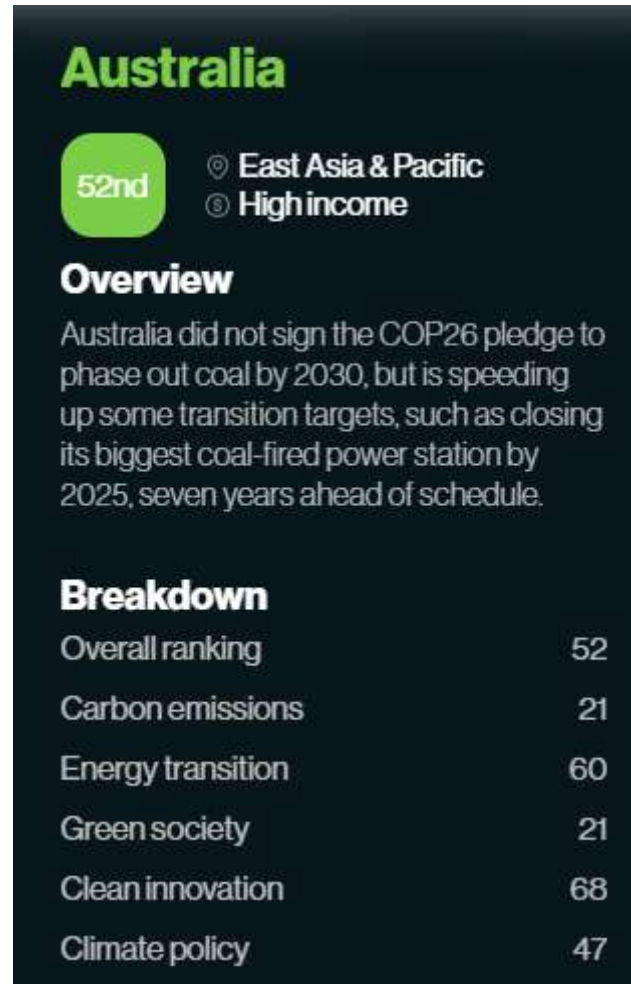 Australia
52nd
East Asia & Pacific
High income
Overview
Australia did not sign the COP26 pledge to
phase out coal by 2030, but is speeding
up some transition targets, such as closing
its biggest coal-fired power station by
2025, seven years ahead of schedule.
Breakdown
Overall ranking 52
Carbon emissions 21
Energy transition 60
Green society 21
Clean innovation 68
Climate policy 47